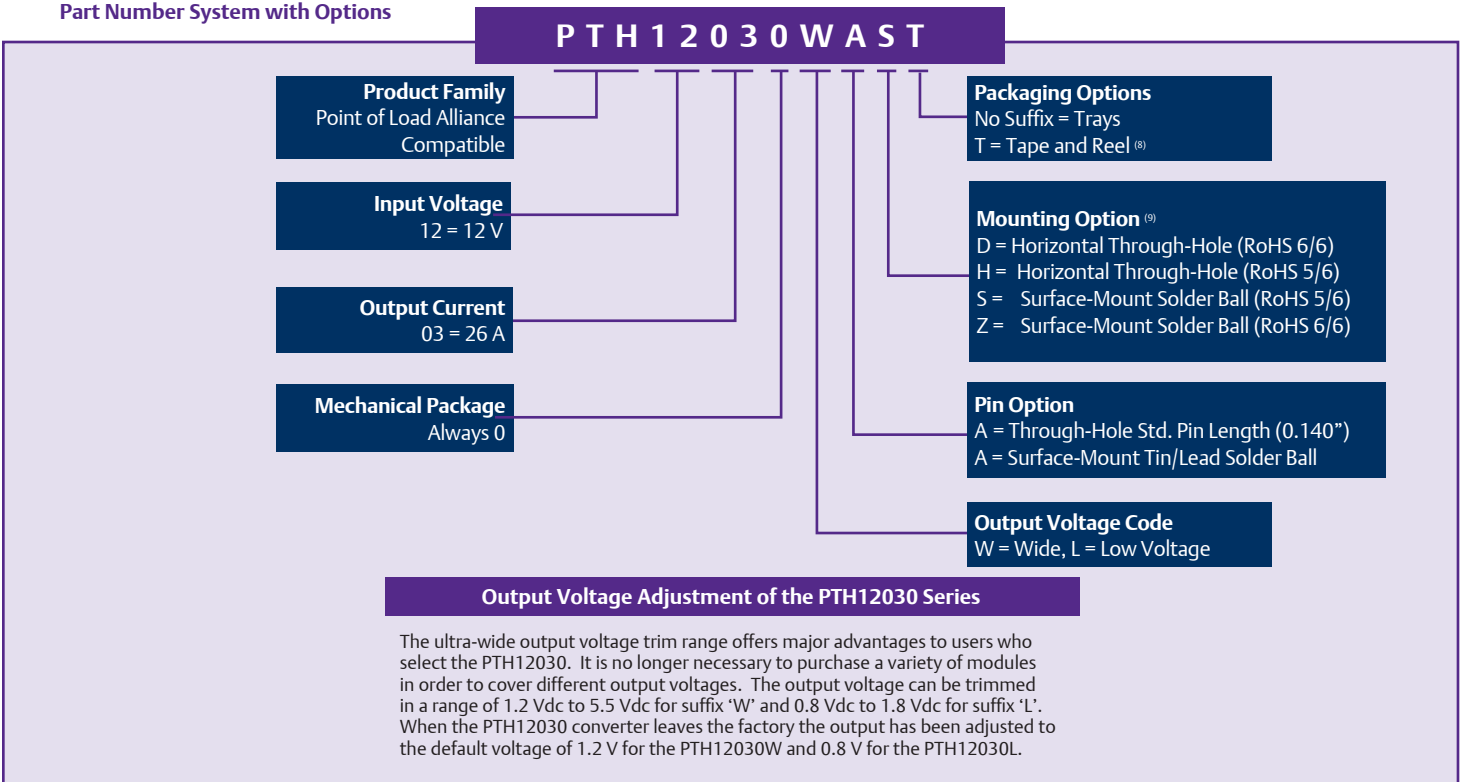 Part Number System with Options
PTH12030WAST
Product Family
Point of Load Alliance
Compatible
Input Voltage
12 = 12 V
Output Current
03 = 26 A
Mechanical Package
Always 0
Packaging Options
No Suffix = Trays
T = Tape and Reel (8)
Mounting Option (9)
D = Horizontal Through-Hole (RoHS 6/6)
H = Horizontal Through-Hole (RoHS 5/6)
S = Surface-Mount Solder Ball (RoHS 5/6)
Z = Surface-Mount Solder Ball (RoHS 6/6)
Pin Option
A = Through-Hole Std. Pin Length (0.140”)
A = Surface-Mount Tin/Lead Solder Ball
Output Voltage Code
W = Wide, L = Low Voltage
Output Voltage Adjustment of the PTH12030 Series
The ultra-wide output voltage trim range offers major advantages to users who
select the PTH12030. It is no longer necessary to purchase a variety of modules
in order to cover different output voltages. The output voltage can be trimmed
in a range of 1.2 Vdc to 5.5 Vdc for suffix ‘W’ and 0.8 Vdc to 1.8 Vdc for suffix ‘L’.
When the PTH12030 converter leaves the factory the output has been adjusted to
the default voltage of 1.2 V for the PTH12030W and 0.8 V for the PTH12030L.